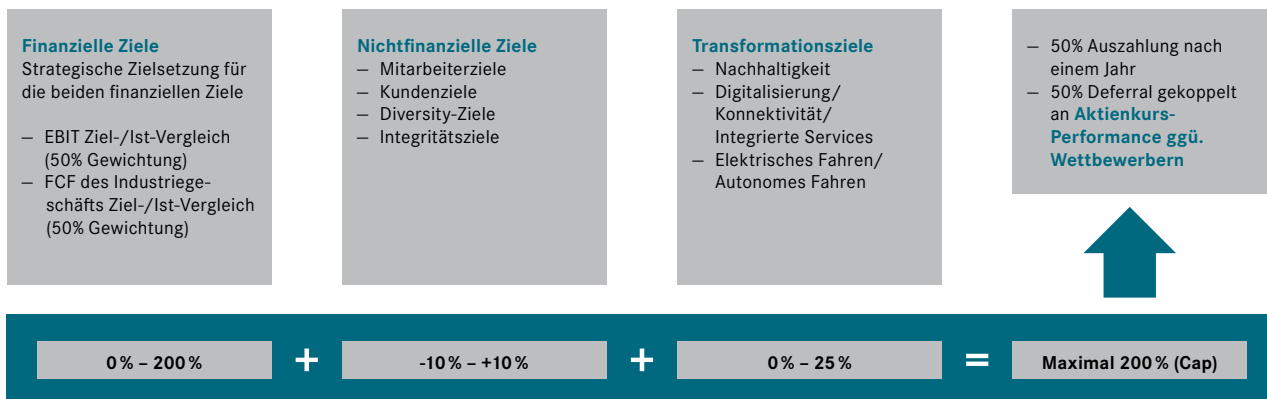 Finanzielle Ziele
Strategische Zielsetzung für
die beiden finanziellen Ziele
— EBIT Ziel-/Ist-Vergleich
(50% Gewichtung)
— FCF des Industriege-
schäfts Ziel-/Ist-Vergleich
(50% Gewichtung)
Nichtfinanzielle Ziele
— Mitarbeiterziele
— Kundenziele
— Diversity-Ziele
— Integritätsziele
Transformationsziele
— Nachhaltigkeit
— Digitalisierung/
Konnektivität/
Integrierte Services
— Elektrisches Fahren/
Autonomes Fahren
— 50% Auszahlung nach
einem Jahr
— 50% Deferral gekoppelt
an Aktienkurs-
Performance ggü.
Wettbewerbern
0 % – 200 % + -10 % – +10 % + 0 % – 25 % = Maximal 200 % (Cap)